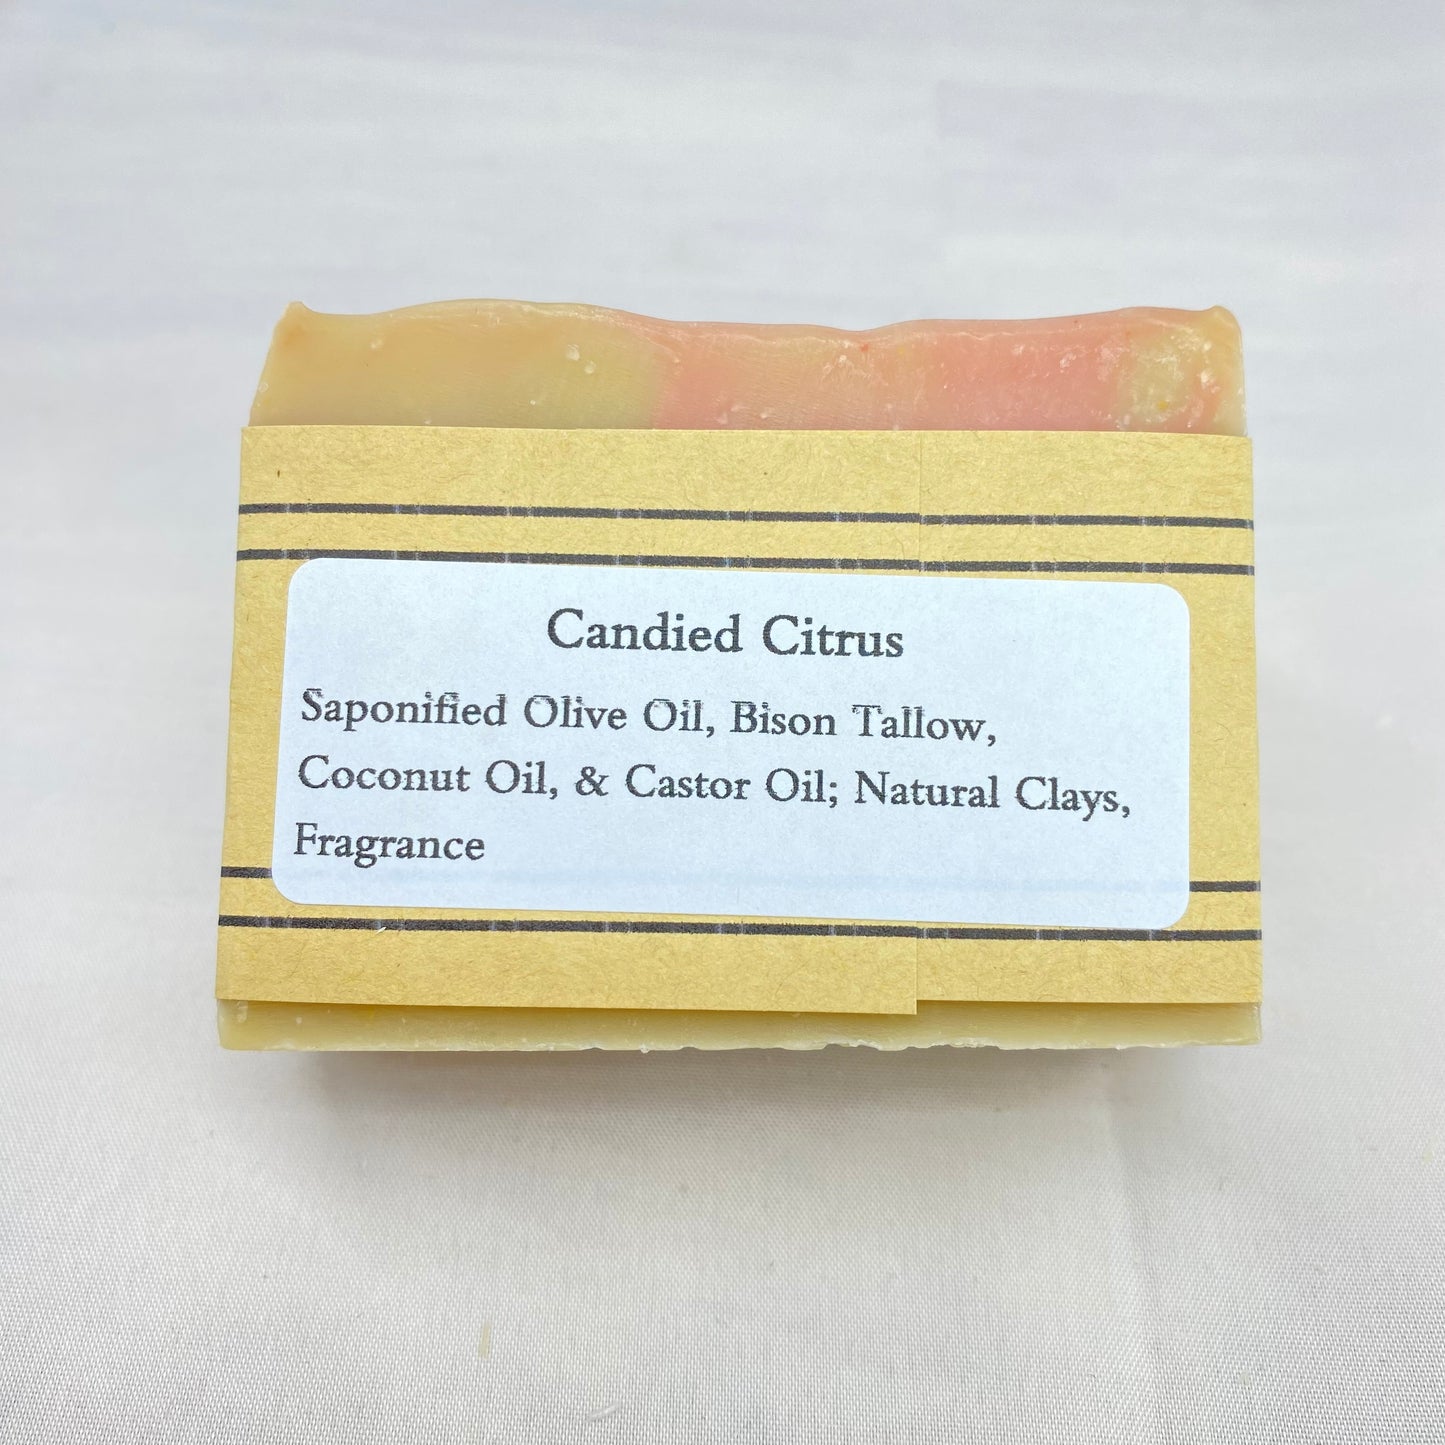 Candied Citrus
Saponified Olive Oil, Bison Tallow,
Coconut Oil, & Castor Oil; Natural Clays,
Fragrance